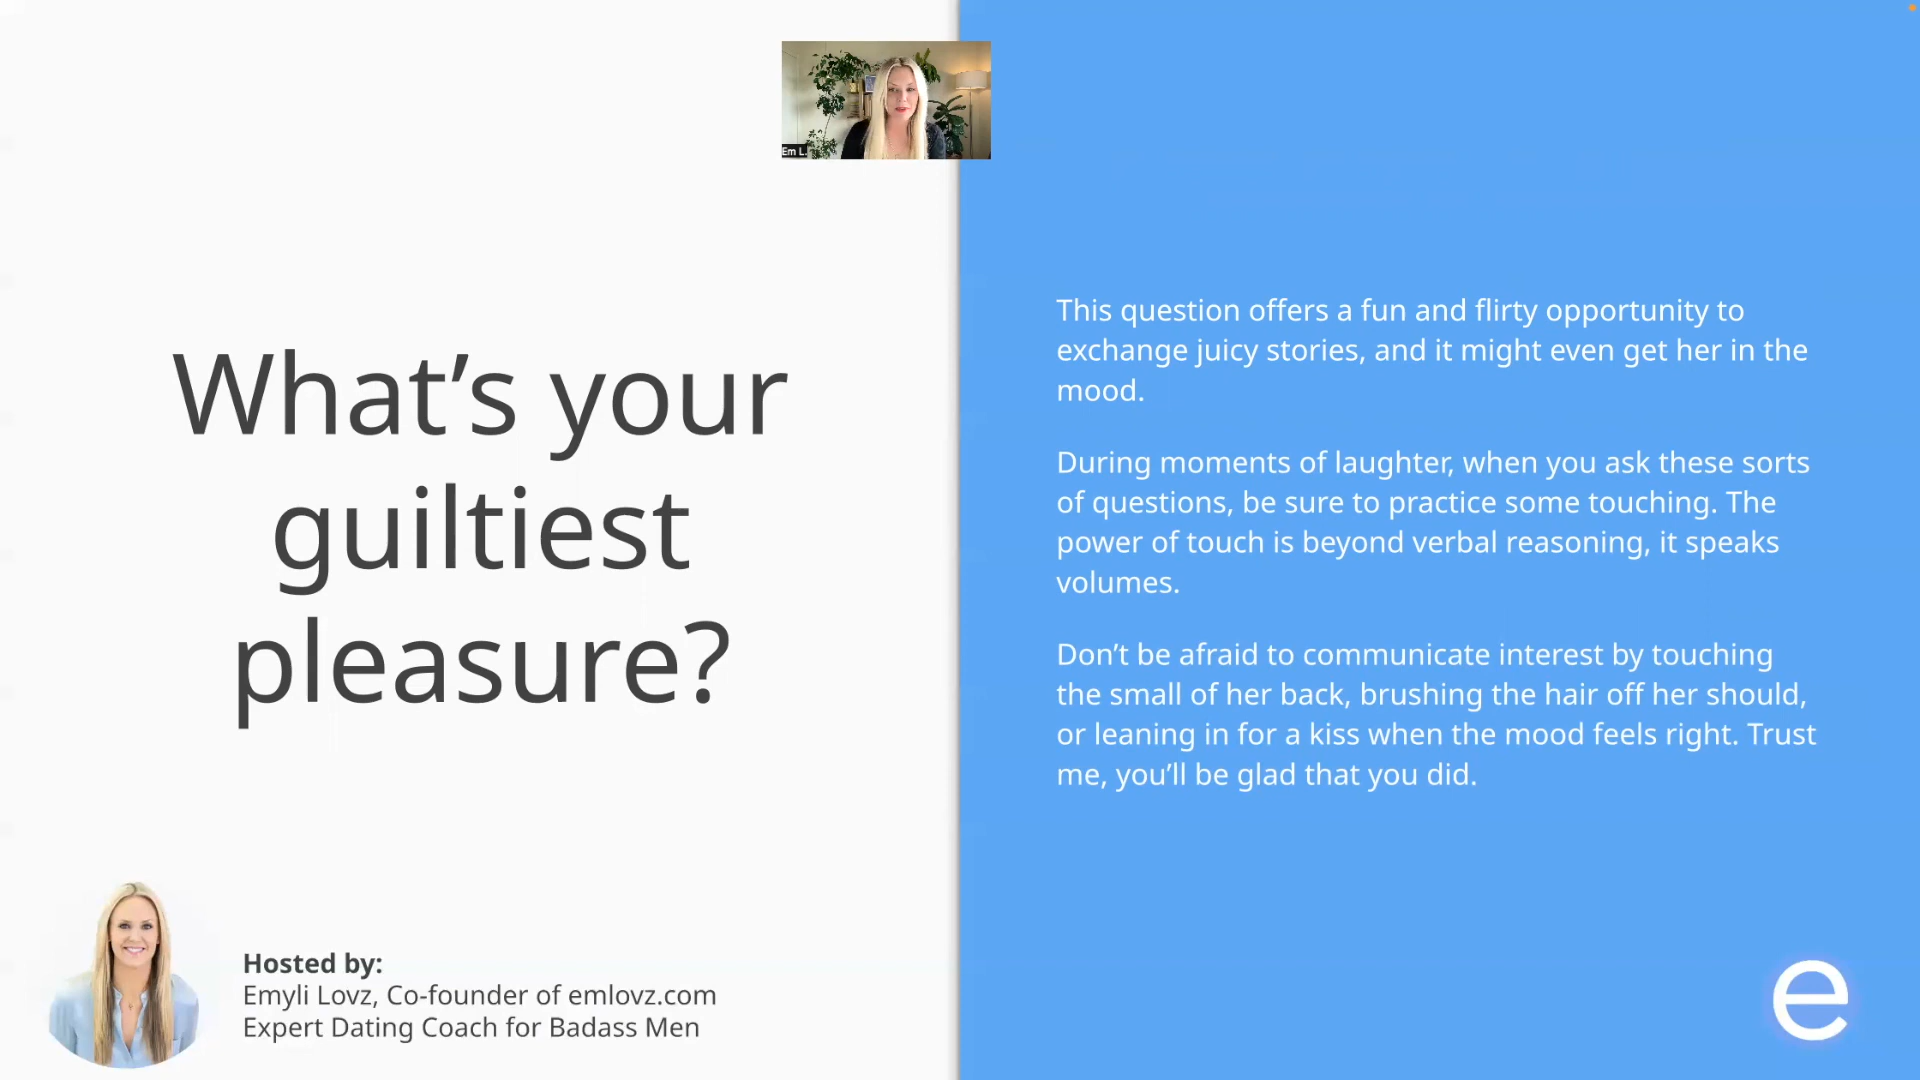 Em L.
What’s your
guiltiest
pleasure?
Hosted by:
Emyli Lovz, Co-founder of emlovz.com
Expert Dating Coach for Badass Men
This question offers a fun and flirty opportunity to
exchange juicy stories, and it might even get her in the
mood.
During moments of laughter, when you ask these sorts
of questions, be sure to practice some touching. The
power of touch is beyond verbal reasoning, it speaks
volumes.
Don’t be afraid to communicate interest by touching
the small of her back, brushing the hair off her should,
or leaning in for a kiss when the mood feels right. Trust
me, you’ll be glad that you did.
e